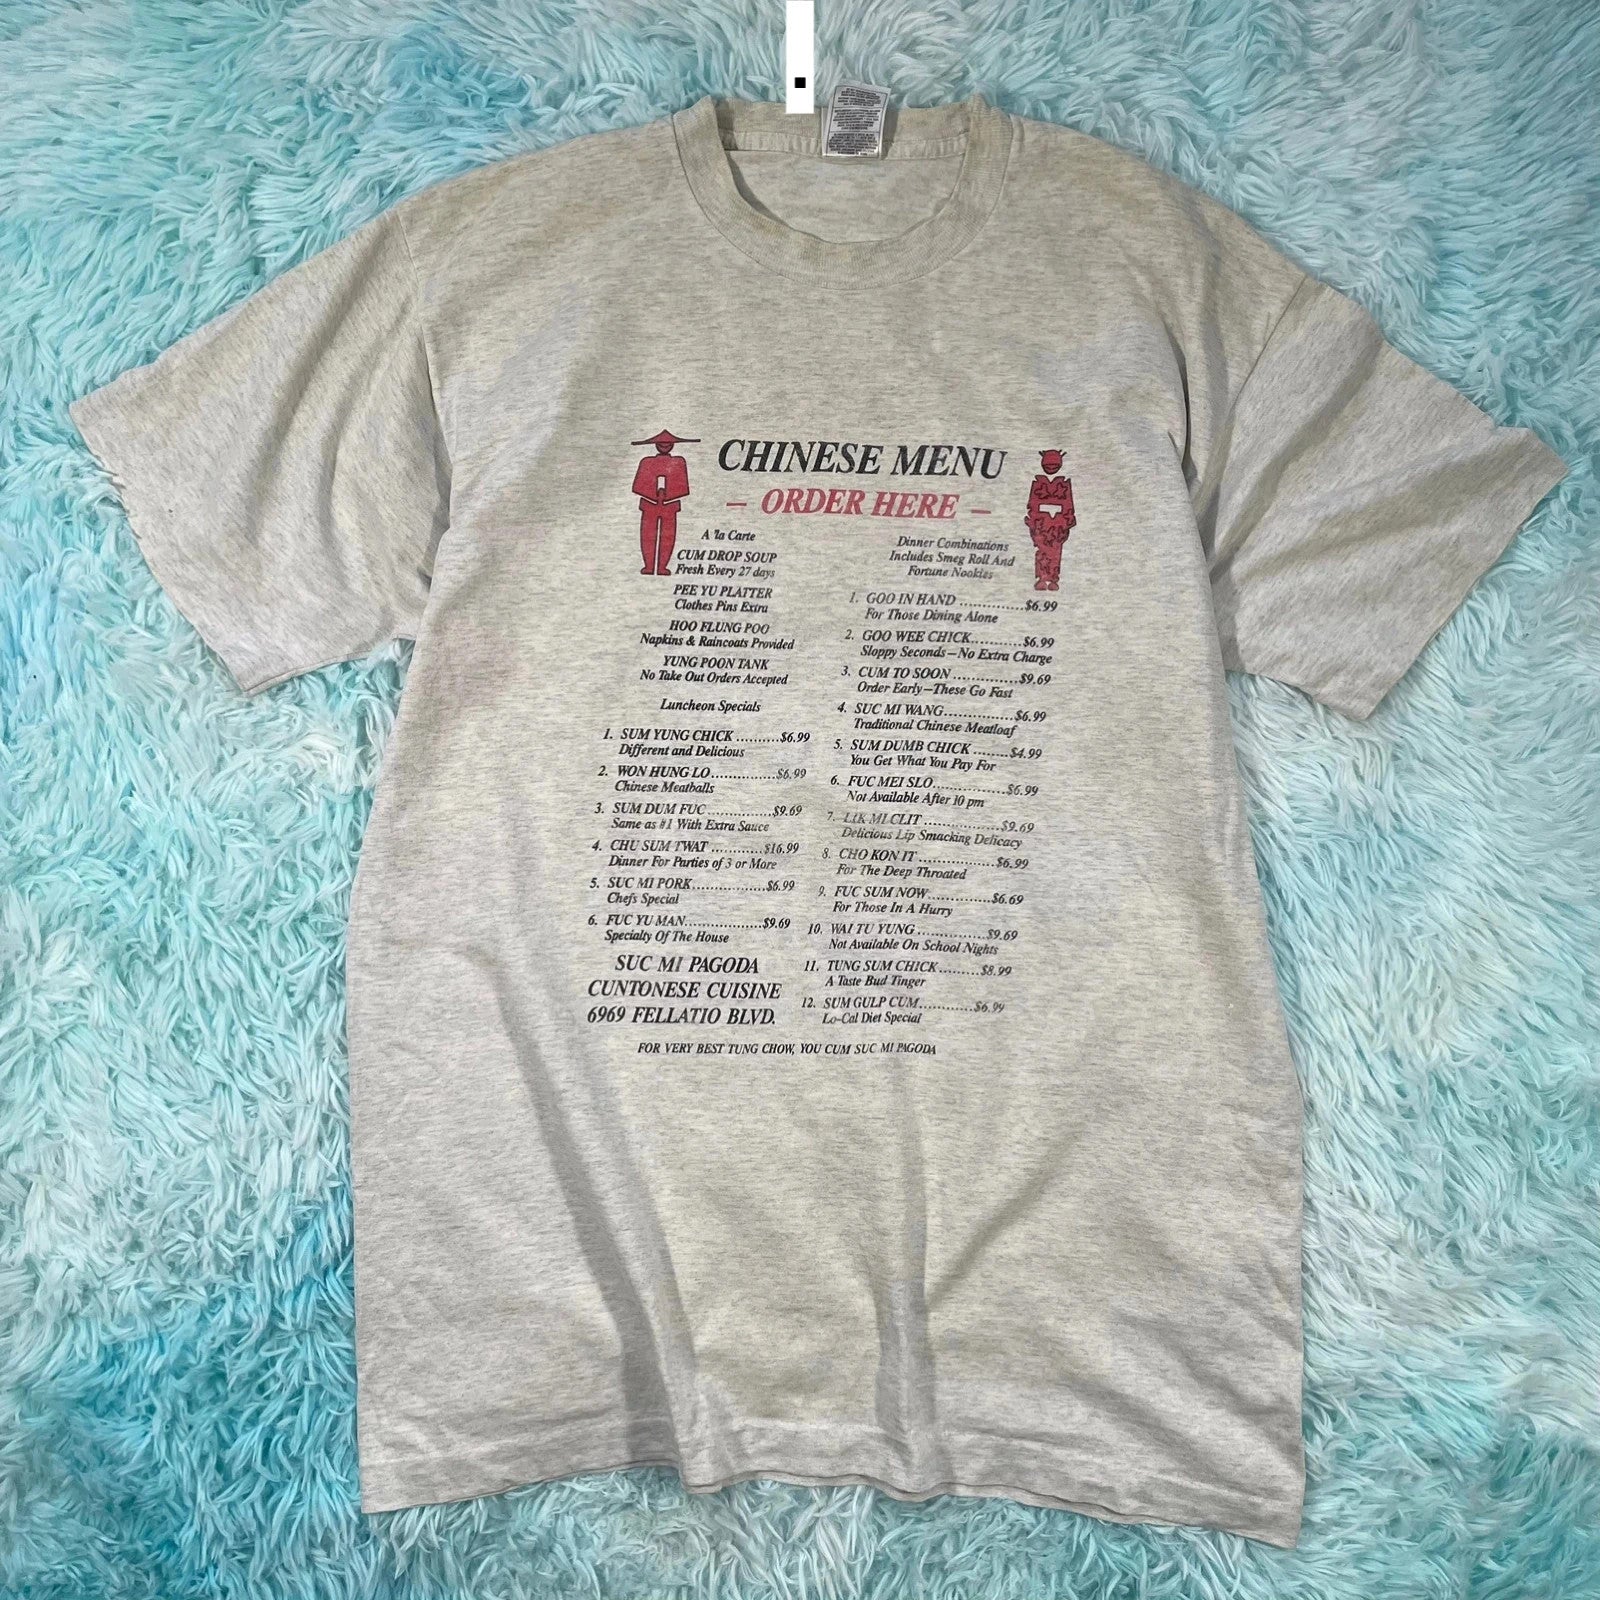 CHINESE MENU
– ORDER HERE –
A 'la Carte
CUM DROP SOUP
Fresh Every 27 days
PEE YU PLATTER
Clothes Pins Extra
HOO FLUNG POO
Napkins & Raincoats Provided
YUNG POON TANK
No Take Out Orders Accepted
Luncheon Specials
1. SUM YUNG CHICK ..........$6.99
Different and Delicious
2. WON HUNG LO...............$6.99
Chinese Meatballs
3. SUM DUM FUC ................$9.69
Same as #1 With Extra Sauce
4. CHU SUM TWAT ............$16.99
Dinner For Parties of 3 or More
5. SUC MI PORK.................$6.99
Chefs Special
6. FUC YU MAN.................$9.69
Specialty Of The House
SUC MI PAGODA
CUNTONESE CUISINE
6969 FELLATIO BLVD.
Dinner Combinations
Includes Smeg Roll And
Fortune Nookies
1. GOO IN HAND ..............$6.99
For Those Dining Alone
2. GOO WEE CHICK...........$6.99
Sloppy Seconds—No Extra Charge
3. CUM TO SOON ..............$9.69
Order Early—These Go Fast
4. SUC MI WANG...............$6.99
Traditional Chinese Meatloaf
5. SUM DUMB CHICK ........$4.99
You Get What You Pay For
6. FUC MEI SLO.................$6.99
Not Available After 10 pm
7. LIK MI CLIT ..................$9.69
Delicious Lip Smacking Delicacy
8. CHO KON IT ..................$6.99
For The Deep Throated
9. FUC SUM NOW..............$6.69
For Those In A Hurry
10. WAI TU YUNG ...............$9.69
Not Available On School Nights
11. TUNG SUM CHICK.........$8.99
A Taste Bud Tinger
12. SUM GULP CUM............$6.99
Lo-Cal Diet Special
FOR VERY BEST TUNG CHOW, YOU CUM SUC MI PAGODA